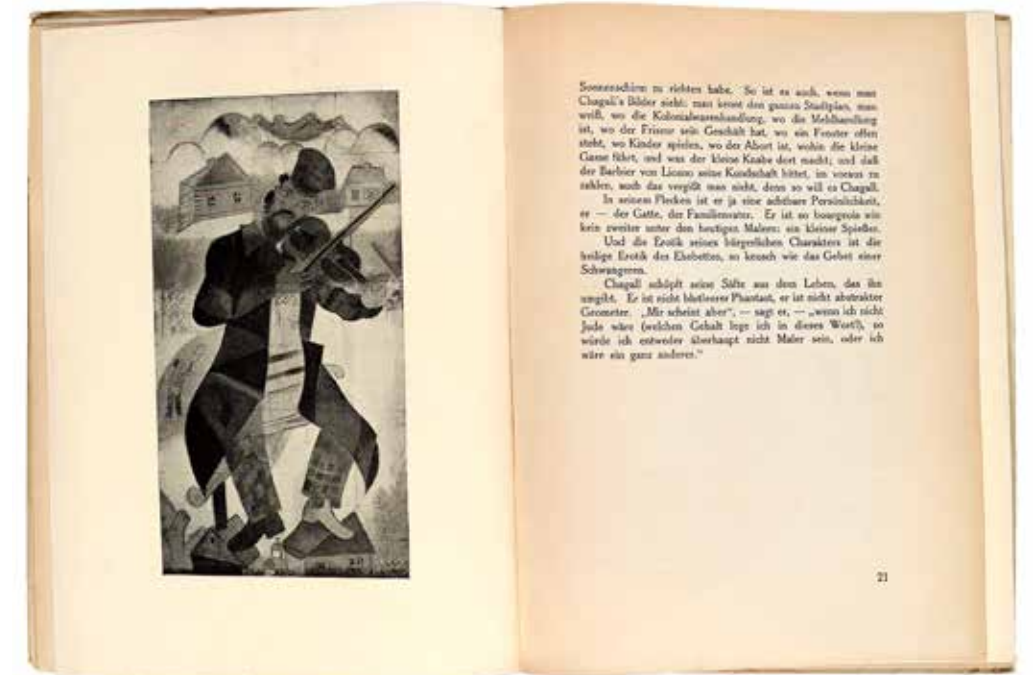 Sonnenschirm zu richten habe. So ist es auch, wenn man
Chagall's Bilder sieht: man kennt den ganzen Stadtplan, man
weiß, wo die Kolonialwarenhandlung, wo die Mehlhandlung
ist, wo der Friseur sein Geschäft hat, wo ein Fenster offen
steht, wo Kinder spielen, wo der Abort ist, wohin die kleine
Gasse führt, und was der kleine Knabe dort macht; und daß
der Barbier von Liosno seine Kundschaft bittet, im voraus zu
zahlen, auch das vergißt man nicht, denn so will es Chagall.
In seinem Flecken ist er ja eine achtbare Persönlichkeit,
er — der Gatte, der Familienvater. Er ist so bourgeois wie
kein zweiter unter den heutigen Malern: ein kleiner Spießer.
Und die Erotik seines bürgerlichen Charakters ist die
heilige Erotik des Ehebettes, so keusch wie das Gebet einer
Schwangeren.
Chagall schöpft seine Säfte aus dem Leben, das ihn
umgibt. Er ist nicht blutleerer Phantast, er ist nicht abstrakter
Geometer. „Mir scheint aber“, — sagt er, — „wenn ich nicht
Jude wäre (welchen Gehalt lege ich in dieses Wort!), so
würde ich entweder überhaupt nicht Maler sein, oder ich
wäre ein ganz anderer.“
21